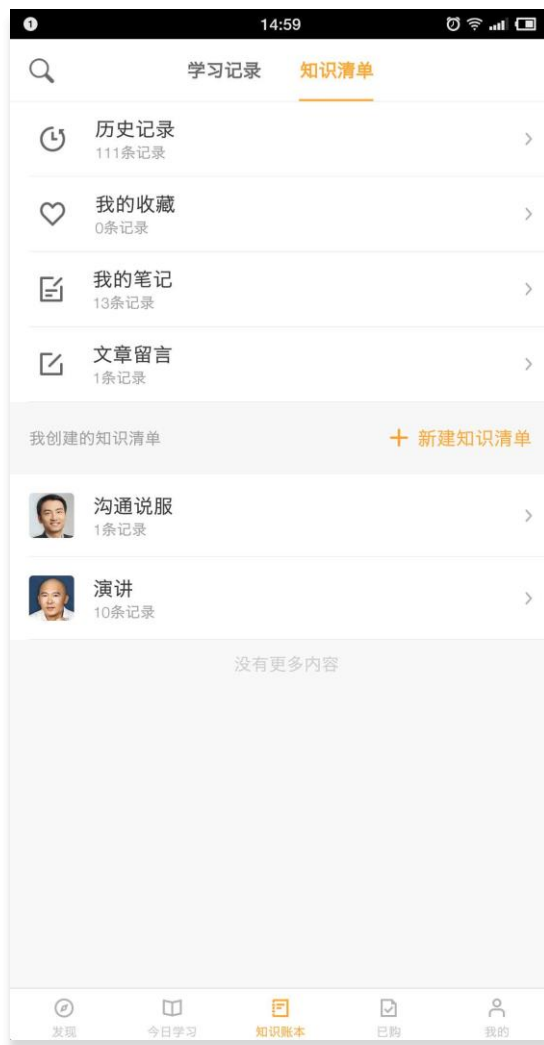 1
14:59
学习记录 知识清单
历史记录
111条记录
我的收藏
0条记录
我的笔记
13条记录
文章留言
1条记录
我创建的知识清单 + 新建知识清单
沟通说服
1条记录
演讲
10条记录
没有更多内容
发现 今日学习 知识账本 已购 我的